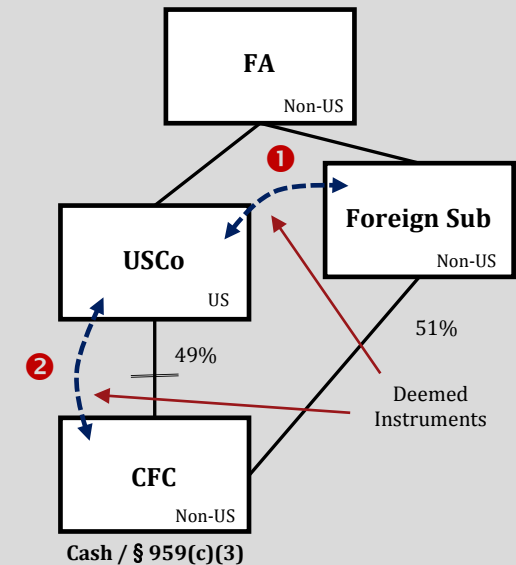 FA
Non-US
❶
Foreign Sub
Non-US
USCo
US
51%
49%
❷
Deemed
Instruments
CFC
Non-US
Cash / § 959(c)(3)